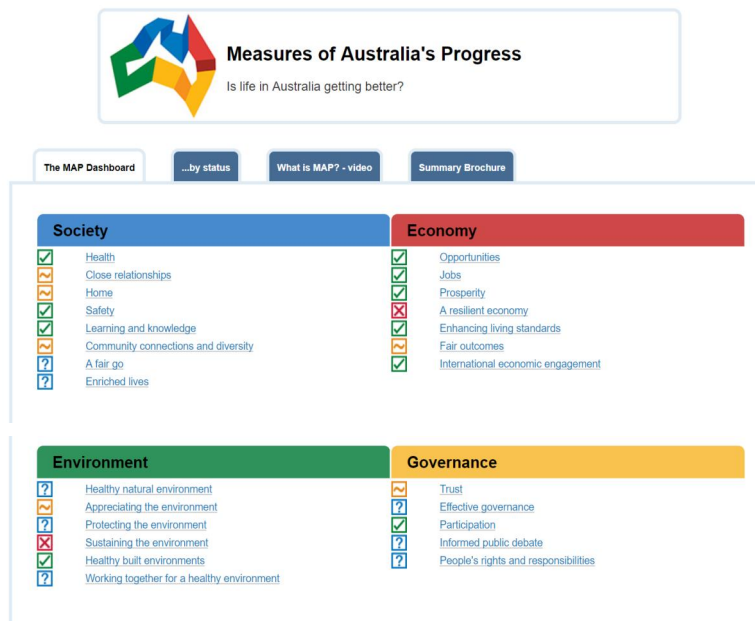 Measures of Australia's Progress
Is life in Australia getting better?
The MAP Dashboard
...by status
What is MAP? - video
Summary Brochure
Society
Health
Close relationships
Home
Safety
Learning and knowledge
Community connections and diversity
A fair go
Enriched lives
Economy
Opportunities
Jobs
Prosperity
A resilient economy
Enhancing living standards
Fair outcomes
International economic engagement
Environment
Healthy natural environment
Appreciating the environment
Protecting the environment
Sustaining the environment
Healthy built environments
Working together for a healthy environment
Governance
Trust
Effective governance
Participation
Informed public debate
People's rights and responsibilities